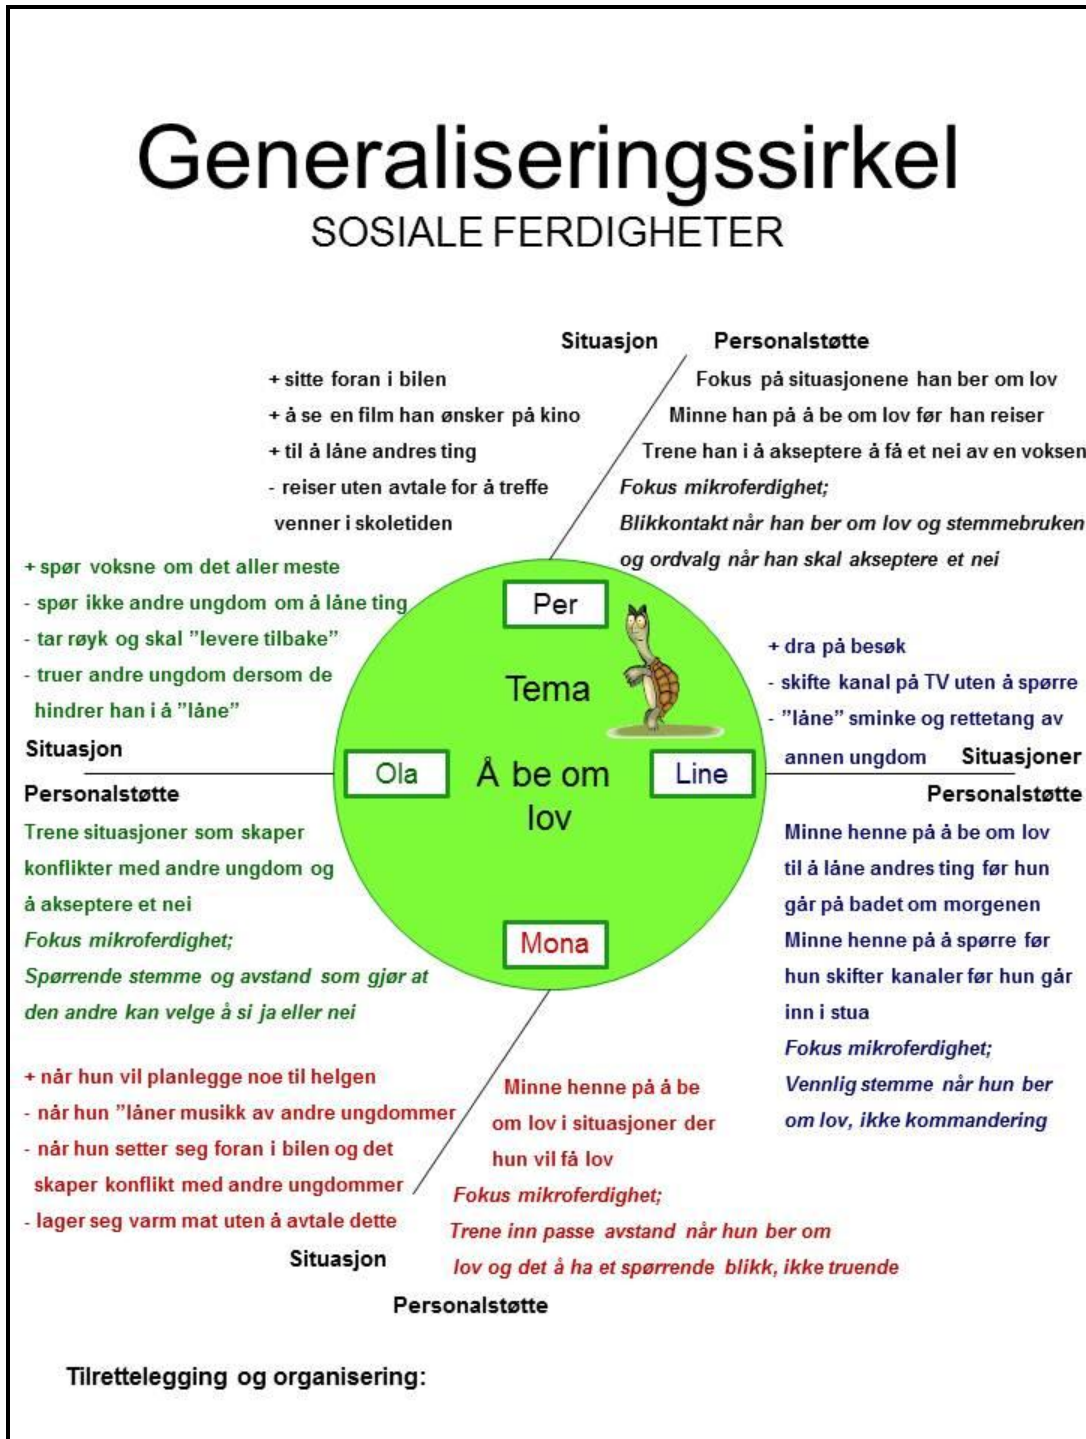 Generaliseringssirkel
SOSIALE FERDIGHETER
Situasjon
+ sitte foran i bilen
+ å se en film han ønsker på kino
+ til å låne andres ting
- reiser uten avtale for å treffe
venner i skoletiden
Personalstøtte
Fokus på situasjonene han ber om lov
Minne han på å be om lov før han reiser
Trene han i å akseptere å få et nei av en voksen
Fokus mikroferdighet;
Blikkontakt når han ber om lov og stemmebruken
og ordvalg når han skal akseptere et nei
+ spør voksne om det aller meste
- spør ikke andre ungdom om å låne ting
- tar røyk og skal ”levere tilbake”
- truer andre ungdom dersom de
hindrer han i å ”låne”
Situasjon
Personalstøtte
Trene situasjoner som skaper
konflikter med andre ungdom og
å akseptere et nei
Fokus mikroferdighet;
Spørrende stemme og avstand som gjør at
den andre kan velge å si ja eller nei
Per
Tema
Ola
Å be om
lov
Line
Mona
+ dra på besøk
- skifte kanal på TV uten å spørre
- ”låne” sminke og rettetang av
annen ungdom
Situasjoner
Personalstøtte
Minne henne på å be om lov
til å låne andres ting før hun
går på badet om morgenen
Minne henne på å spørre før
hun skifter kanaler før hun går
inn i stua
Fokus mikroferdighet;
Vennlig stemme når hun ber
om lov, ikke kommandering
+ når hun vil planlegge noe til helgen
- når hun ”låner musikk av andre ungdommer
- når hun setter seg foran i bilen og det
skaper konflikt med andre ungdommer
- lager seg varm mat uten å avtale dette
Situasjon
Minne henne på å be
om lov i situasjoner der
hun vil få lov
Fokus mikroferdighet;
Trene inn passe avstand når hun ber om
lov og det å ha et spørrende blikk, ikke truende
Personalstøtte
Tilrettelegging og organisering: